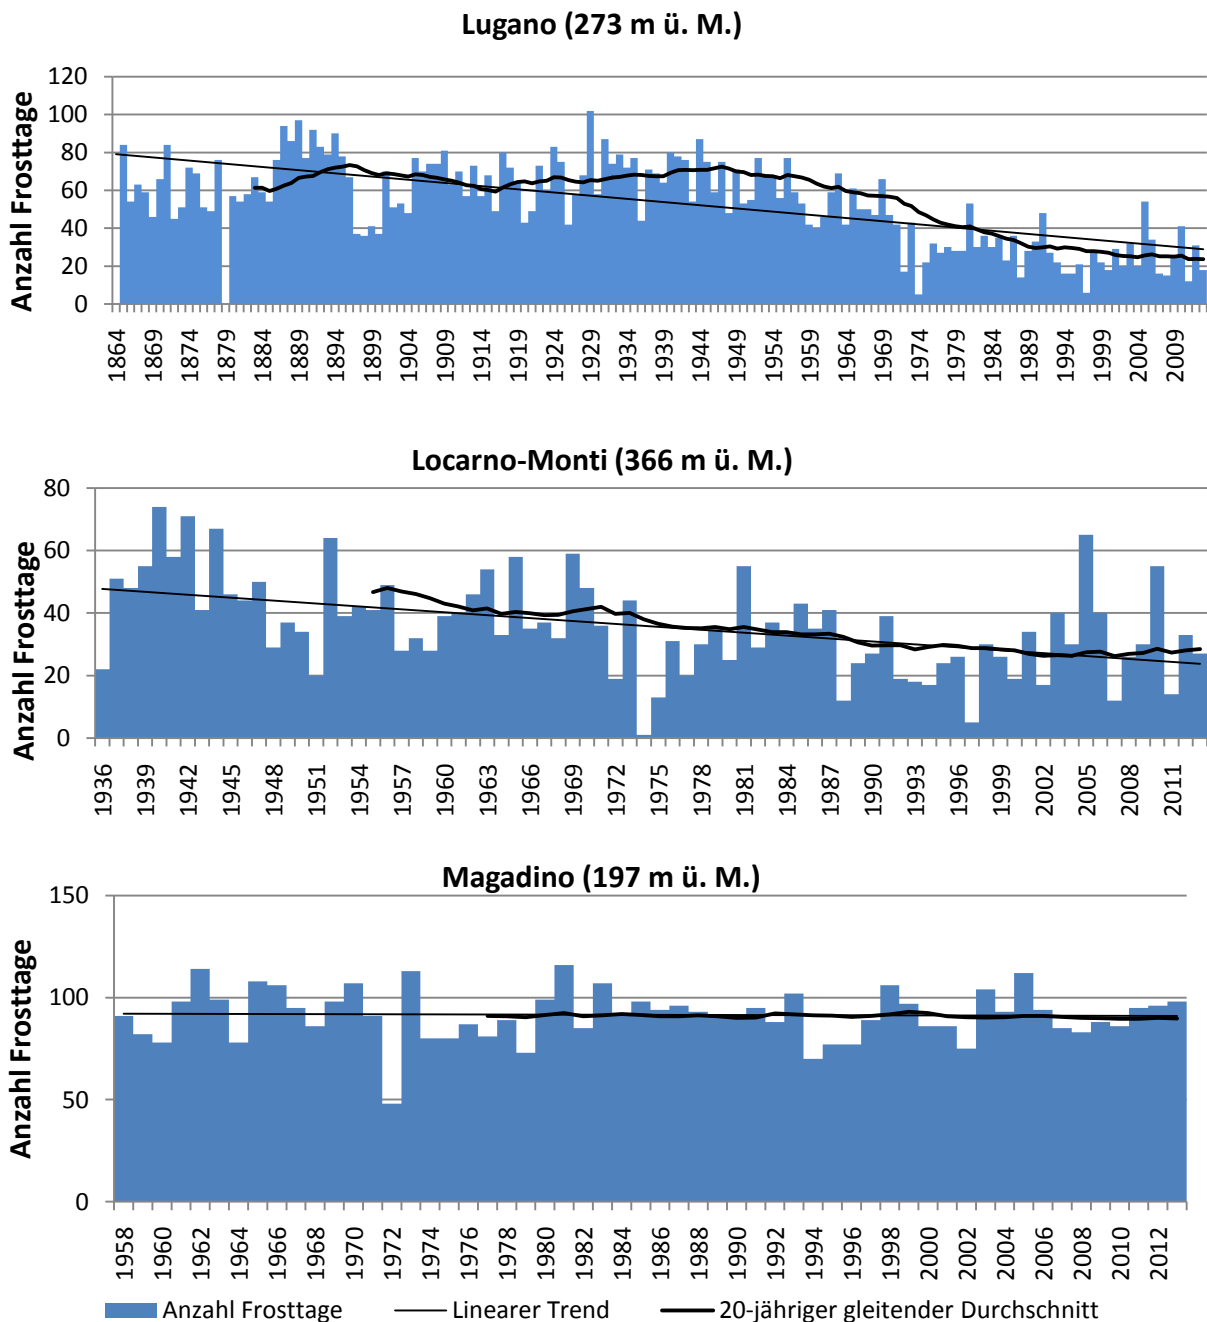 Lugano (273 m ü. M.)
Anzahl Frosttage
120
100
80
60
40
20
0
1864 1869 1874 1879 1884 1889 1894 1899 1904 1909 1914 1919 1924 1929 1934 1939 1944 1949 1954 1959 1964 1969 1974 1979 1984 1989 1994 1999 2004 2009
Locarno-Monti (366 m ü. M.)
Anzahl Frosttage
80
60
40
20
0
1936 1939 1942 1945 1948 1951 1954 1957 1960 1963 1966 1969 1972 1975 1978 1981 1984 1987 1990 1993 1996 1999 2002 2005 2008 2011
Magadino (197 m ü. M.)
Anzahl Frosttage
150
100
50
0
1958 1960 1962 1964 1966 1968 1970 1972 1974 1976 1978 1980 1982 1984 1986 1988 1990 1992 1994 1996 1998 2000 2002 2004 2006 2008 2010 2012
Anzahl Frosttage Linearer Trend 20-jähriger gleitender Durchschnitt